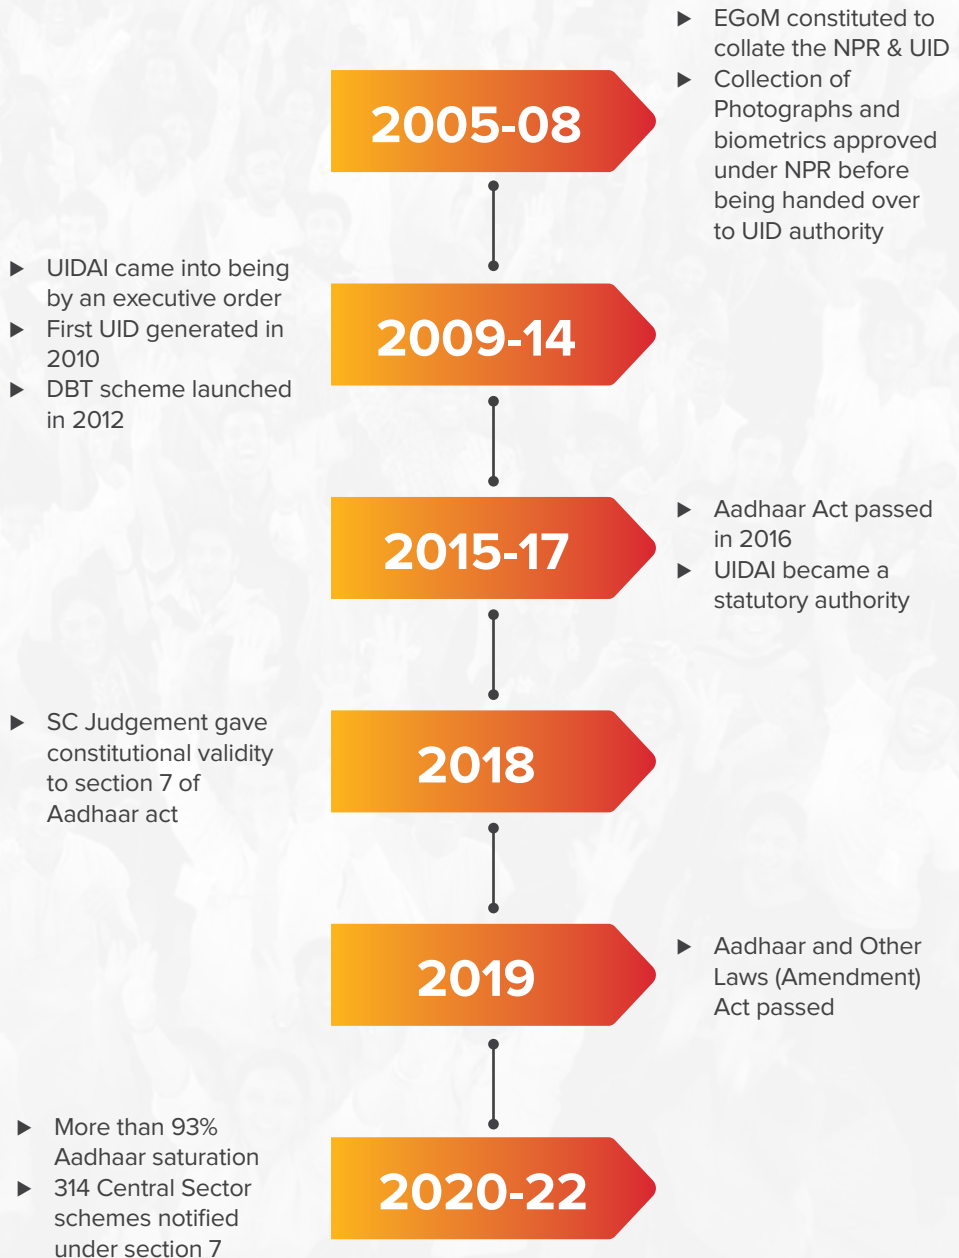 ▶ EGoM constituted to
collate the NPR & UID
▶ Collection of
Photographs and
biometrics approved
under NPR before
being handed over
to UID authority
2005-08
▶ UIDAI came into being
by an executive order
▶ First UID generated in
2010
▶ DBT scheme launched
in 2012
2009-14
▶ Aadhaar Act passed
in 2016
▶ UIDAI became a
statutory authority
2015-17
▶ SC Judgement gave
constitutional validity
to section 7 of
Aadhaar act
2018
▶ Aadhaar and Other
Laws (Amendment)
Act passed
2019
▶ More than 93%
Aadhaar saturation
▶ 314 Central Sector
schemes notified
under section 7
2020-22